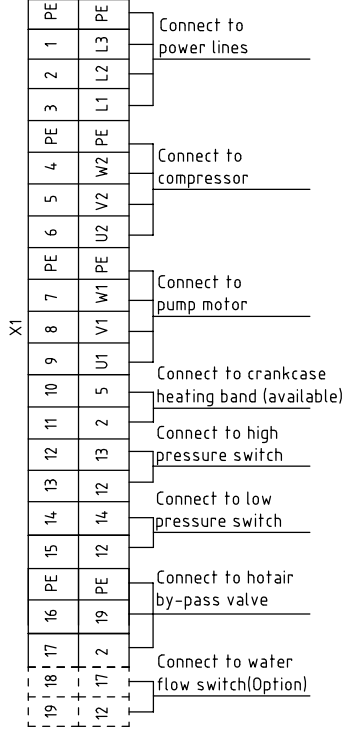 X1
PE PE
1 L3
2 L2
3 L1
Connect to
power lines
PE PE
4 W2
5 V2
6 U2
Connect to
compressor
PE PE
7 W1
8 V1
9 U1
Connect to
pump motor
10 5
11 2
Connect to crankcase
heating band (available)
12 13
13 12
Connect to high
pressure switch
14 14
15 12
Connect to low
pressure switch
PE PE
16 19
17 2
Connect to hotair
by-pass valve
18 17
19 12
Connect to water
flow switch(Option)